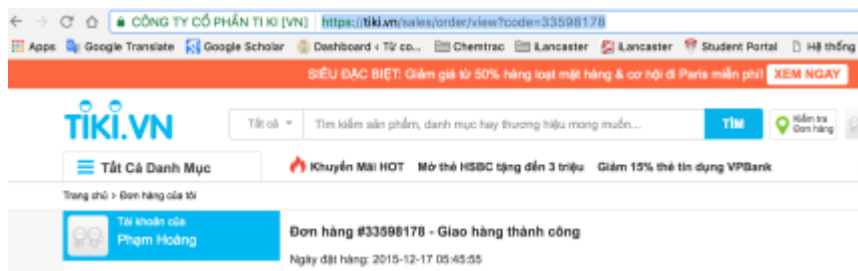 CÔNG TY CỔ PHẦN TI KI [VN] https://tiki.vn/sales/order/view?code=33598178
Apps Google Translate Google Scholar Dashboard ‹ Từ co... Chemtrac iLancaster iLancaster Student Portal Hệ thống
SIÊU ĐẶC BIỆT: Giảm giá từ 50% hàng loạt mặt hàng & cơ hội đi Paris miễn phí! XEM NGAY
TIKI.VN Tất cả Tìm kiếm sản phẩm, danh mục hay thương hiệu mong muốn... TÌM Kiểm tra
Đơn hàng
Tất Cả Danh Mục Khuyến Mãi HOT Mở thẻ HSBC tặng đến 3 triệu Giảm 15% thẻ tín dụng VPBank
Trang chủ > Đơn hàng của tôi
Tài khoản của
Phạm Hoàng
Đơn hàng #33598178 - Giao hàng thành công
Ngày đặt hàng: 2015-12-17 05:45:55